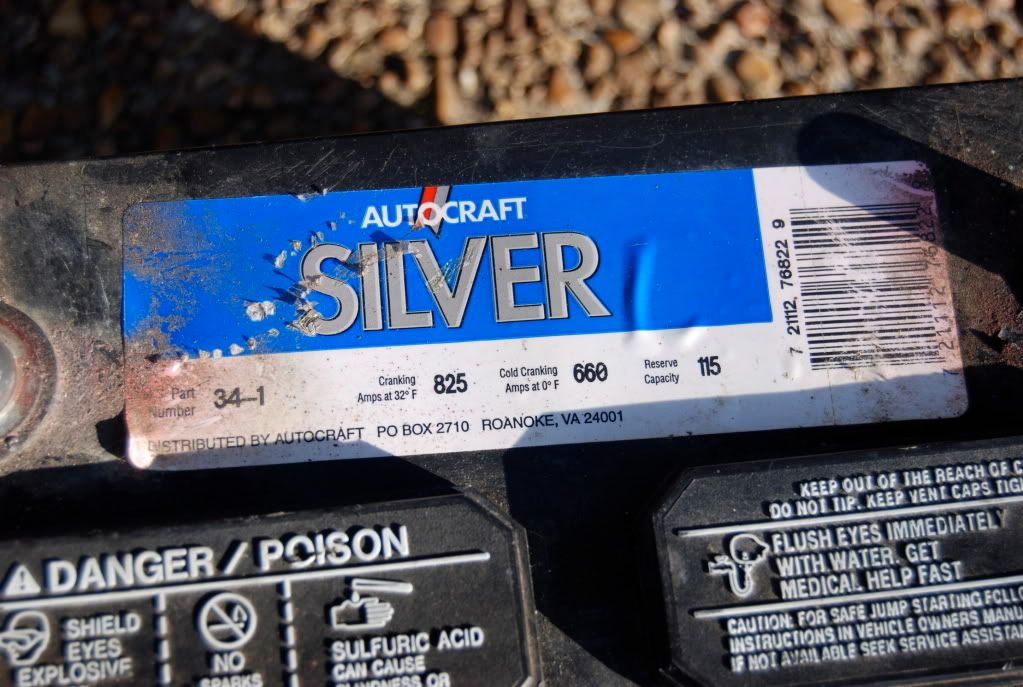 AUTOCRAFT
SILVER
7 21112 76822 9
Part Number 34-1
Cranking Amps at 32° F 825
Cold Cranking Amps at 0° F 660
Reserve Capacity 115
DISTRIBUTED BY AUTOCRAFT PO BOX 2710 ROANOKE, VA 24001
DANGER / POISON
SHIELD
EYES
EXPLOSIVE
NO
SPARKS
SULFURIC ACID
CAN CAUSE
BLINDNESS OR
KEEP OUT OF THE REACH OF
DO NOT TIP. KEEP VENT CAPS
FLUSH EYES IMMEDIATELY
WITH WATER. GET
MEDICAL HELP FAST
CAUTION: FOR SAFE JUMP STARTING
INSTRUCTIONS IN VEHICLE OWNERS
IF NOT AVAILABLE SEEK SERVICE